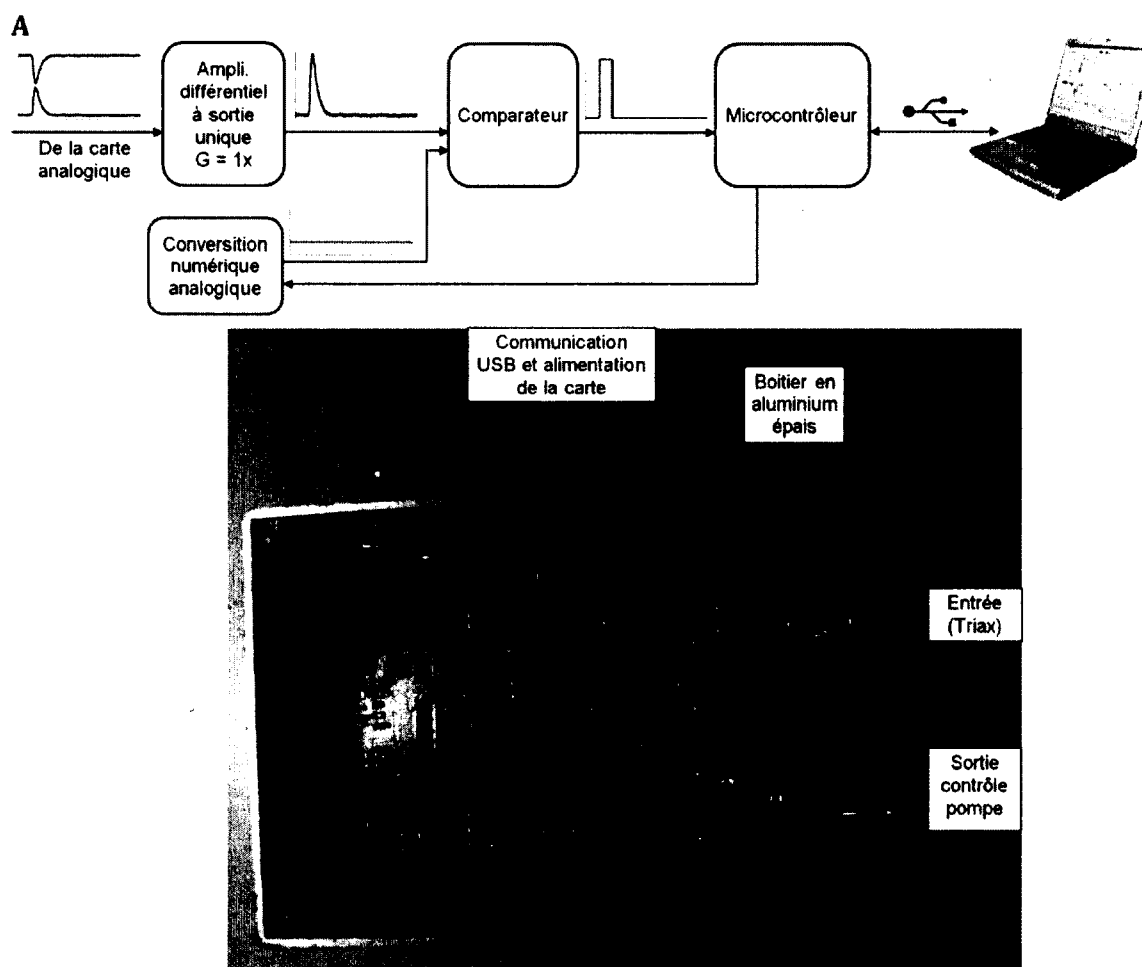 A
Ampli.
différentiel
à sortie
unique
G = 1x
Comparateur
Microcontrôleur
De la carte
analogique
Conversition
numérique
analogique
Communication
USB et alimentation
de la carte
Boitier en
aluminium
épais
Entrée
(Triax)
Sortie
contrôle
pompe